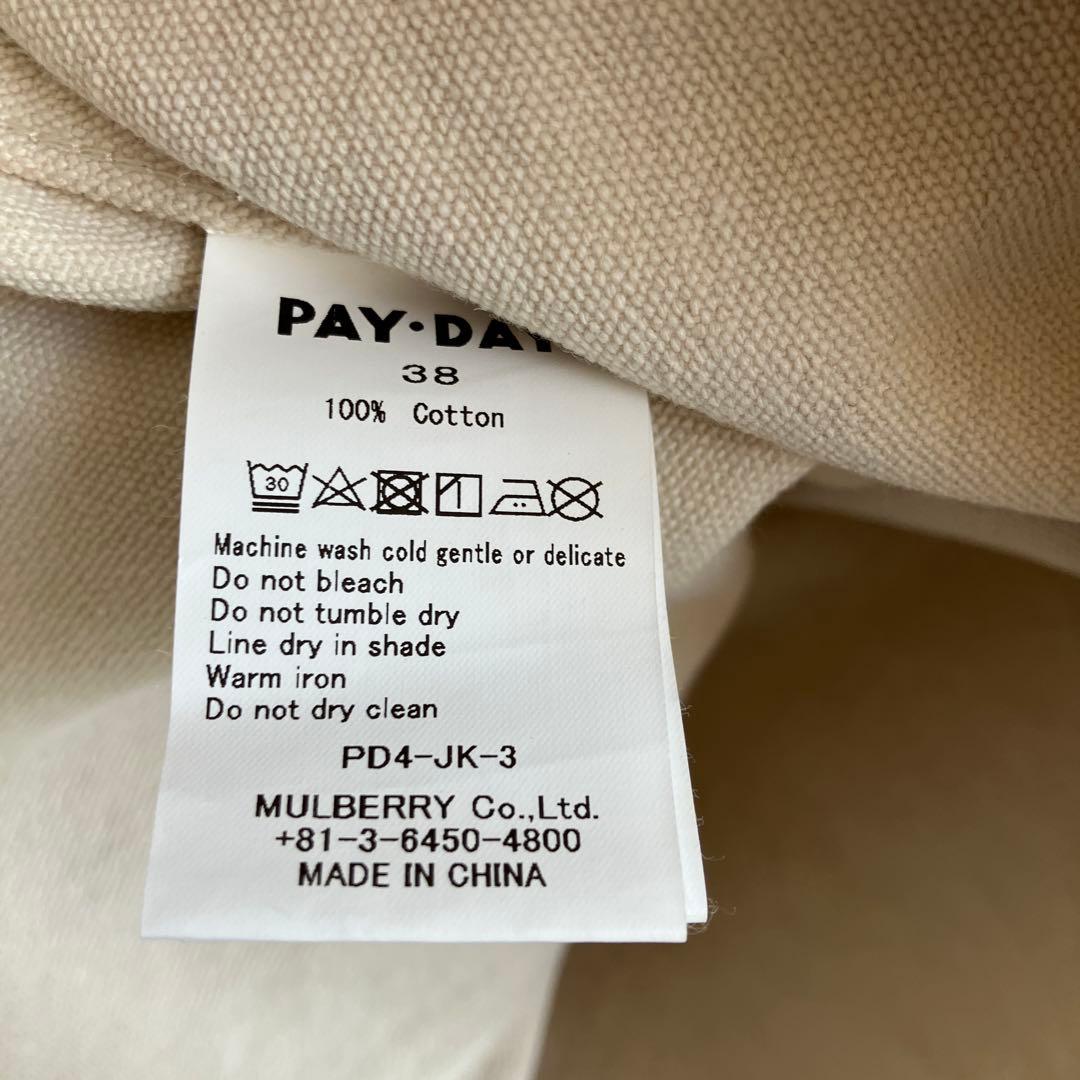 PAY·DAY
38
100% Cotton
30
Machine wash cold gentle or delicate
Do not bleach
Do not tumble dry
Line dry in shade
Warm iron
Do not dry clean
PD4-JK-3
MULBERRY Co.,Ltd.
+81-3-6450-4800
MADE IN CHINA